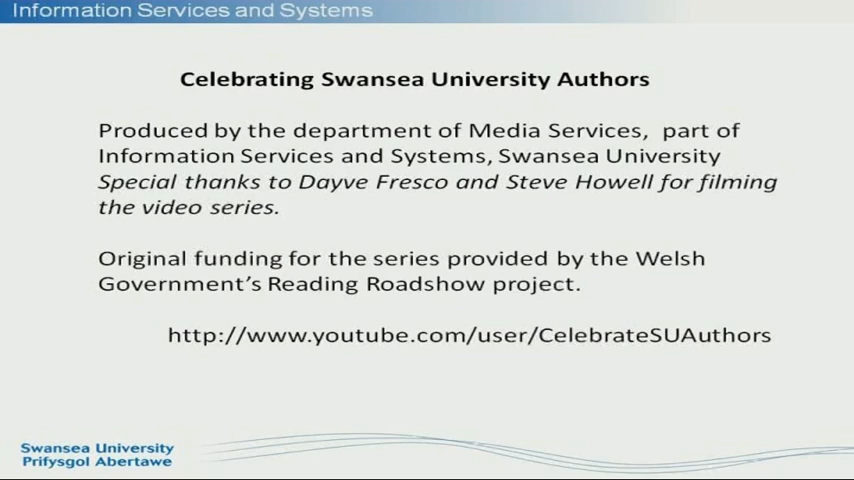 Information Services and Systems
Celebrating Swansea University Authors
Produced by the department of Media Services, part of
Information Services and Systems, Swansea University
Special thanks to Dayve Fresco and Steve Howell for filming
the video series.
Original funding for the series provided by the Welsh
Government's Reading Roadshow project.
http://www.youtube.com/user/CelebrateSUAuthors
Swansea University
Prifysgol Abertawe